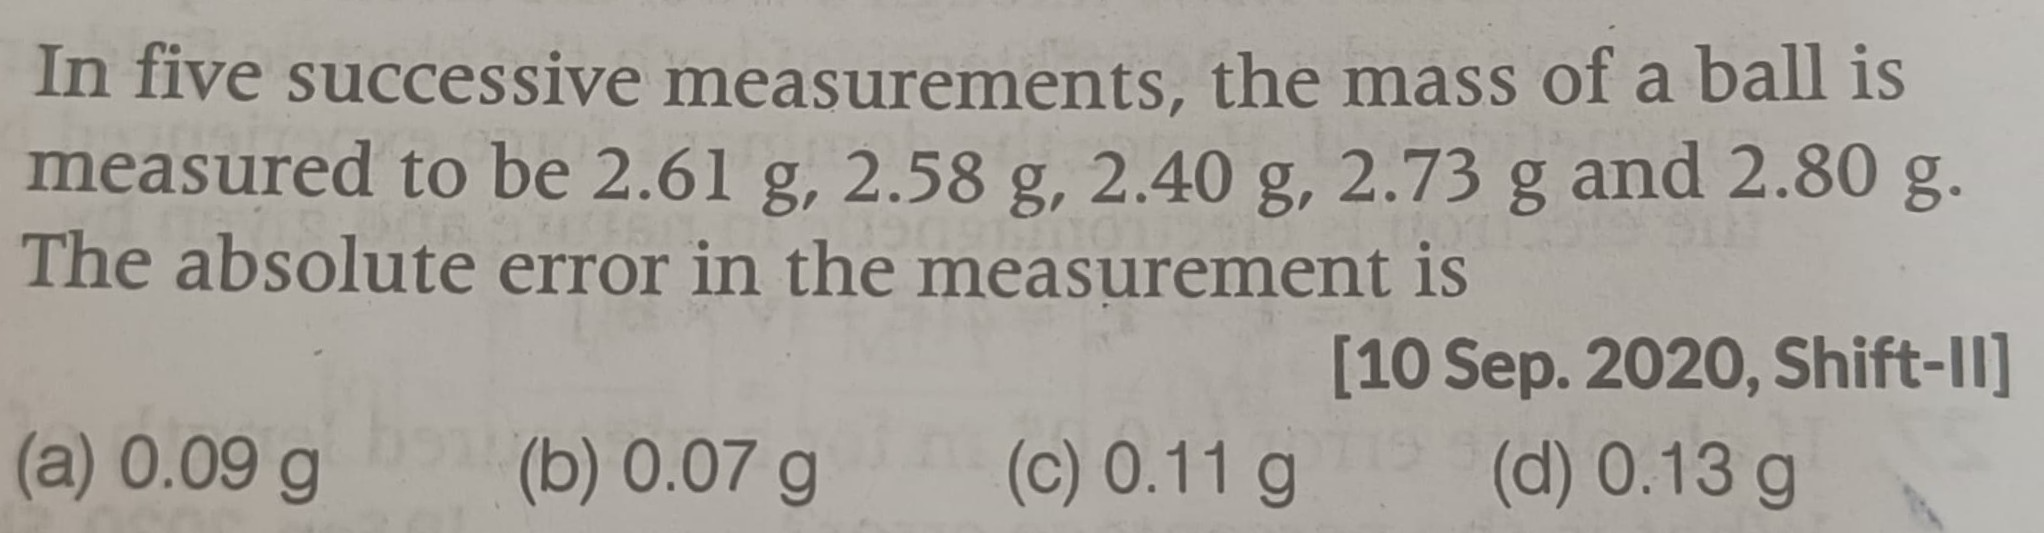 In five successive measurements, the mass of a ball is
measured to be 2.61 g, 2.58 g, 2.40 g, 2.73 g and 2.80 g.
The absolute error in the measurement is
[10 Sep. 2020, Shift-II]
(a) 0.09 g (b) 0.07 g (c) 0.11 g (d) 0.13 g